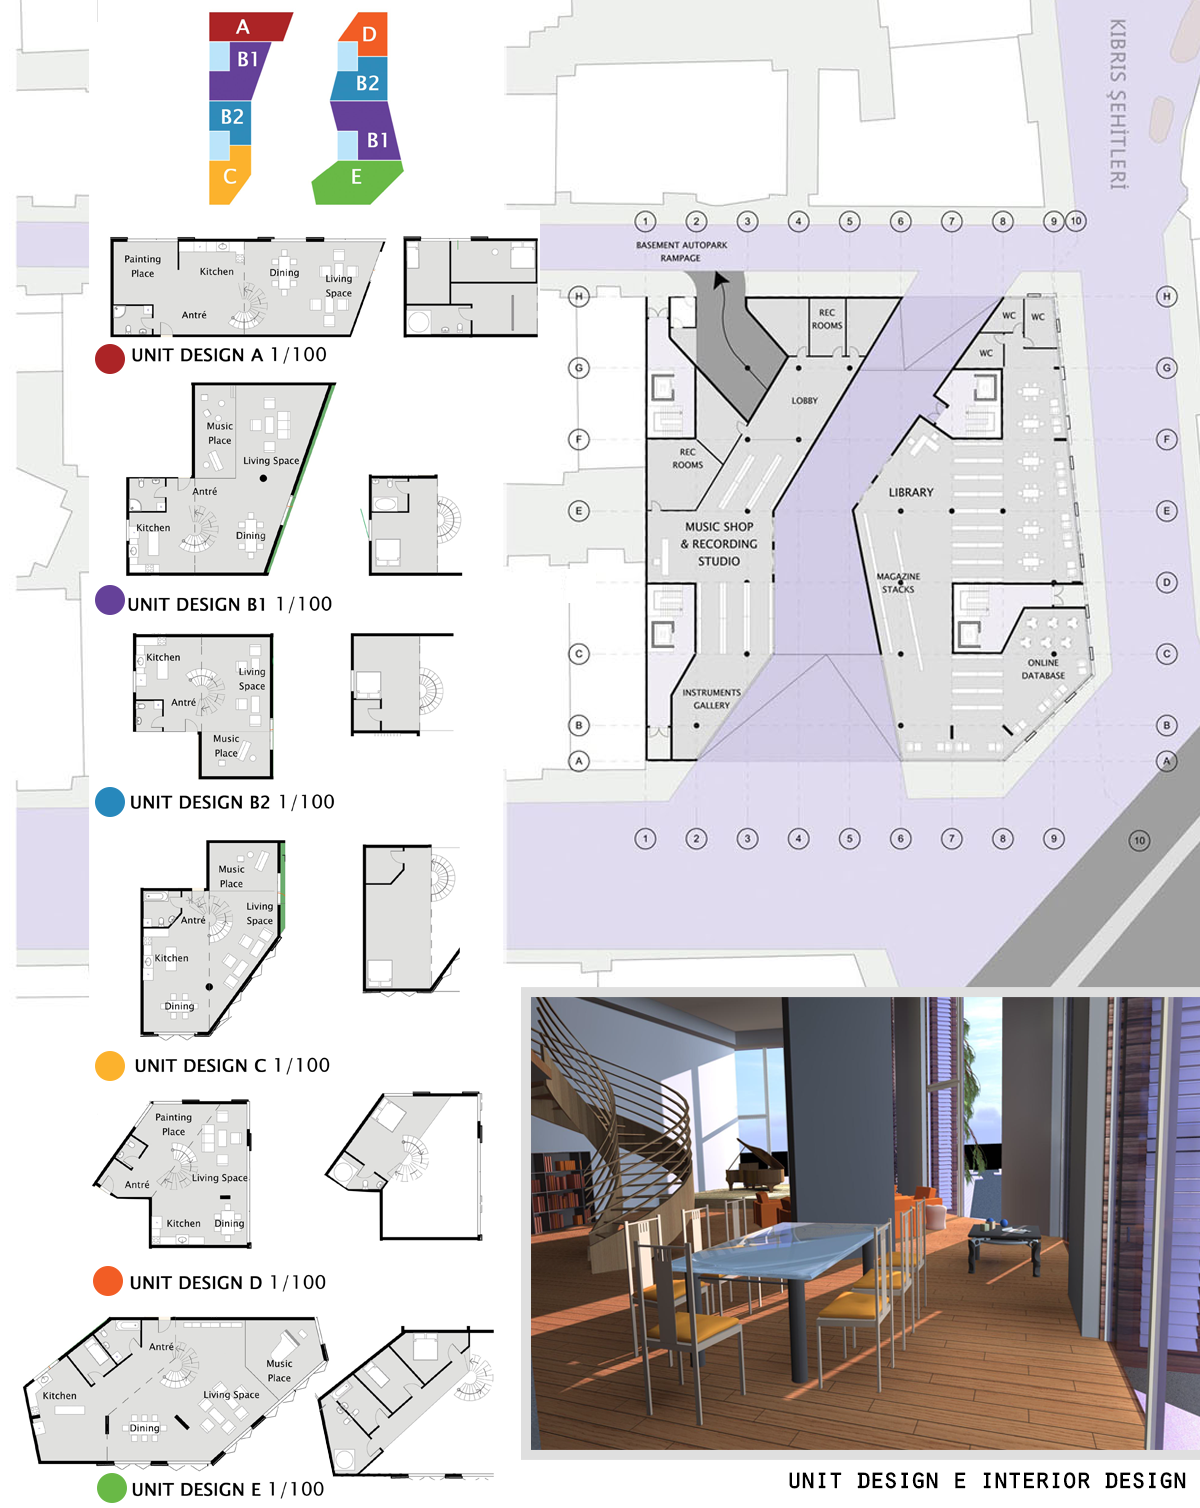 A
B1
B2
C
D
B2
B1
E
KIBRIS ŞEHİTLERİ
1 2 3 4 5 6 7 8 9 10
BASEMENT AUTOPARK
RAMPAGE
H
G
F
E
D
C
B
A
H
G
F
E
D
C
B
A
REC
ROOMS
LOBBY
REC
ROOMS
MUSIC SHOP
& RECORDING
STUDIO
INSTRUMENTS
GALLERY
WC
WC
WC
LIBRARY
MAGAZINE
STACKS
ONLINE
DATABASE
1 2 3 4 5 6 7 8 9 10
Painting
Place
Kitchen
Dining
Living
Space
Antré
UNIT DESIGN A 1/100
Music
Place
Living Space
Antré
Kitchen
Dining
UNIT DESIGN B1 1/100
Kitchen
Living
Space
Antré
Music
Place
UNIT DESIGN B2 1/100
Music
Place
Living
Space
Antré
Kitchen
Dining
UNIT DESIGN C 1/100
Painting
Place
Living Space
Antré
Kitchen
Dining
UNIT DESIGN D 1/100
Antré
Music
Place
Kitchen
Living Space
Dining
UNIT DESIGN E 1/100
UNIT DESIGN E INTERIOR DESIGN